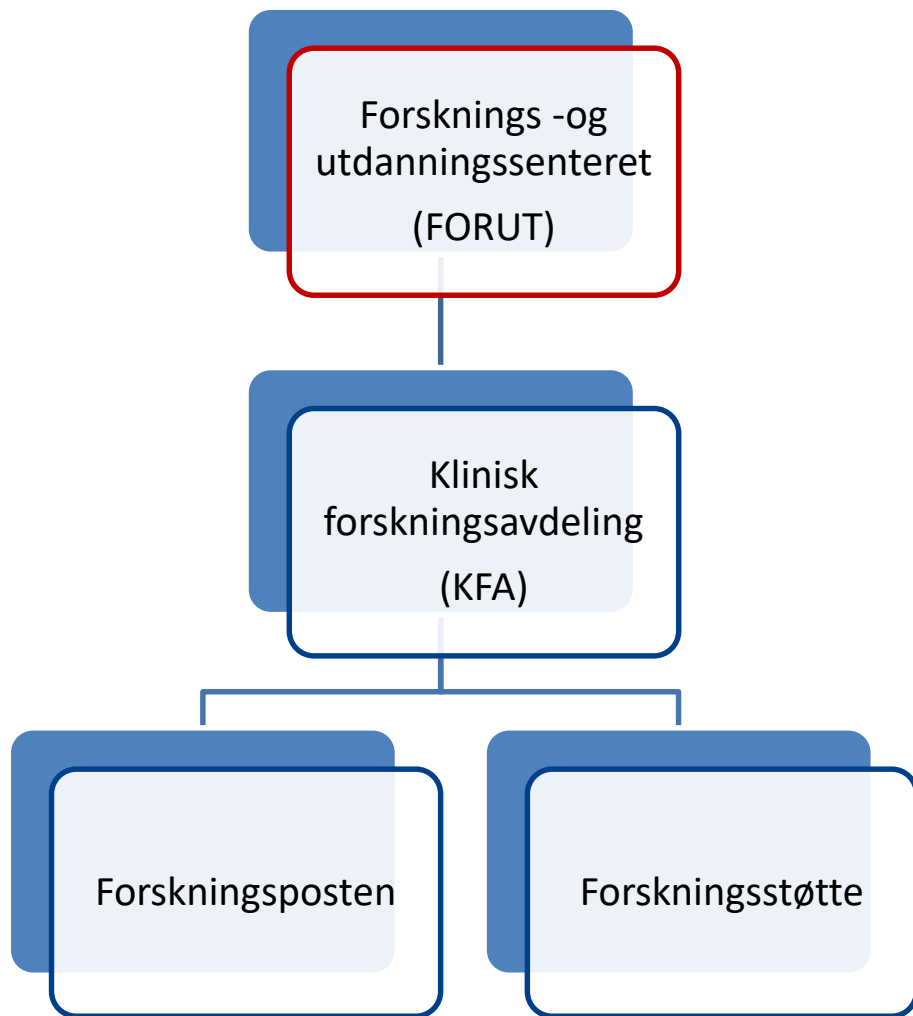 Forsknings -og
utdanningssenteret
(FORUT)
Klinisk
forskningsavdeling
(KFA)
Forskningsposten
Forskningsstøtte